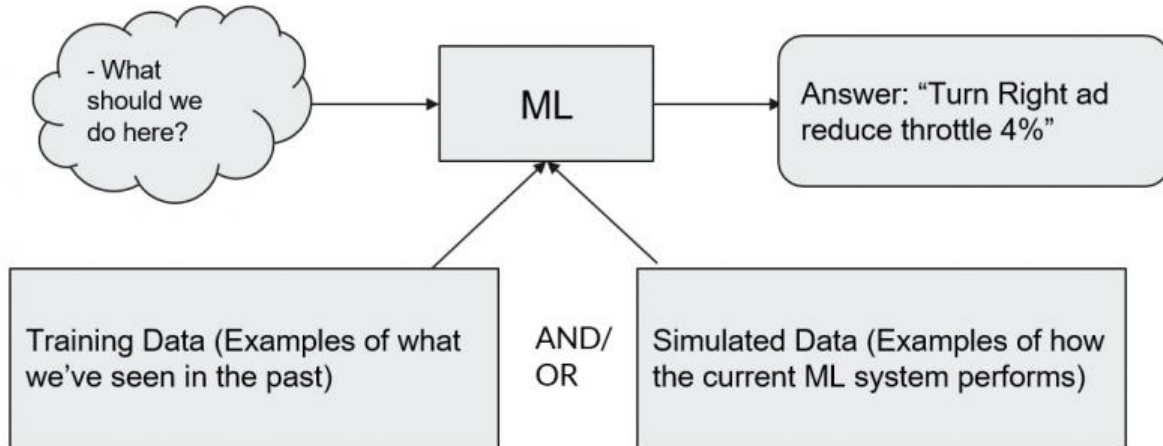 - What
should we
do here?
ML
Answer: “Turn Right ad
reduce throttle 4%”
Training Data (Examples of what
we’ve seen in the past)
AND/
OR
Simulated Data (Examples of how
the current ML system performs)